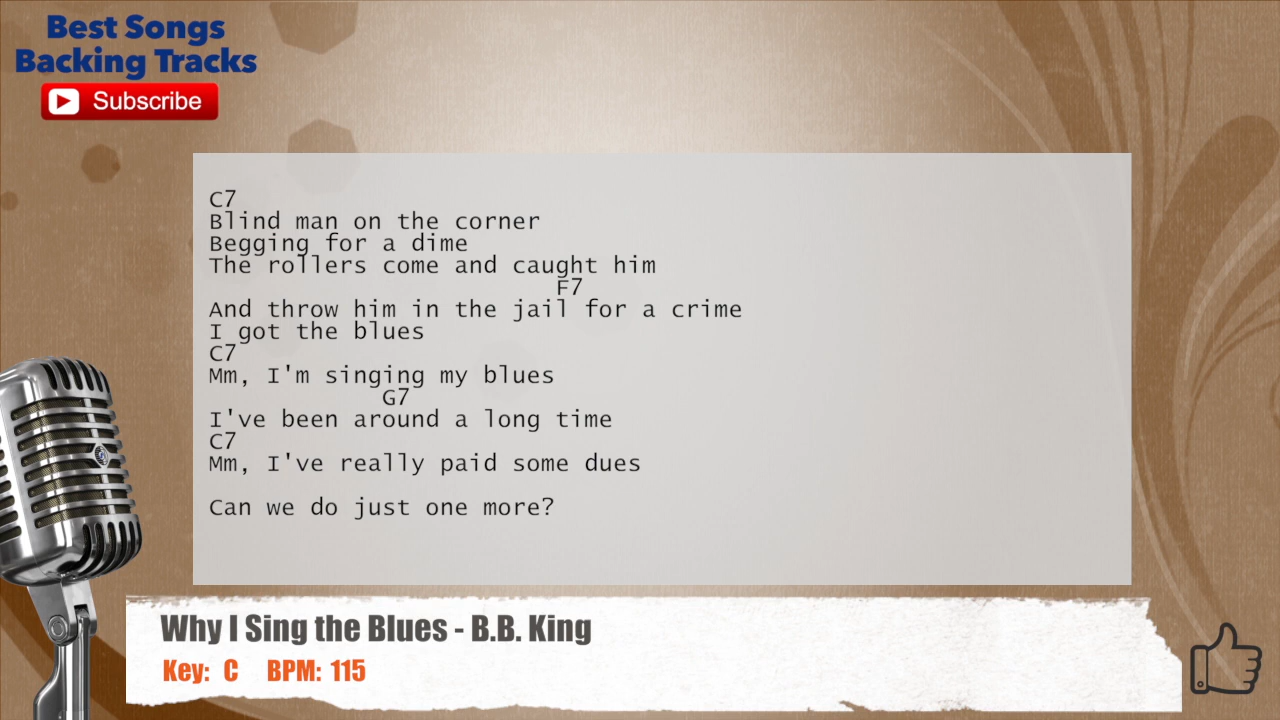 Best Songs
Backing Tracks
Subscribe
C7
Blind man on the corner
Begging for a dime
The rollers come and caught him
F7
And throw him in the jail for a crime
I got the blues
C7
Mm, I'm singing my blues
G7
I've been around a long time
C7
Mm, I've really paid some dues
Can we do just one more?
Why I Sing the Blues - B.B. King
Key: C BPM: 115